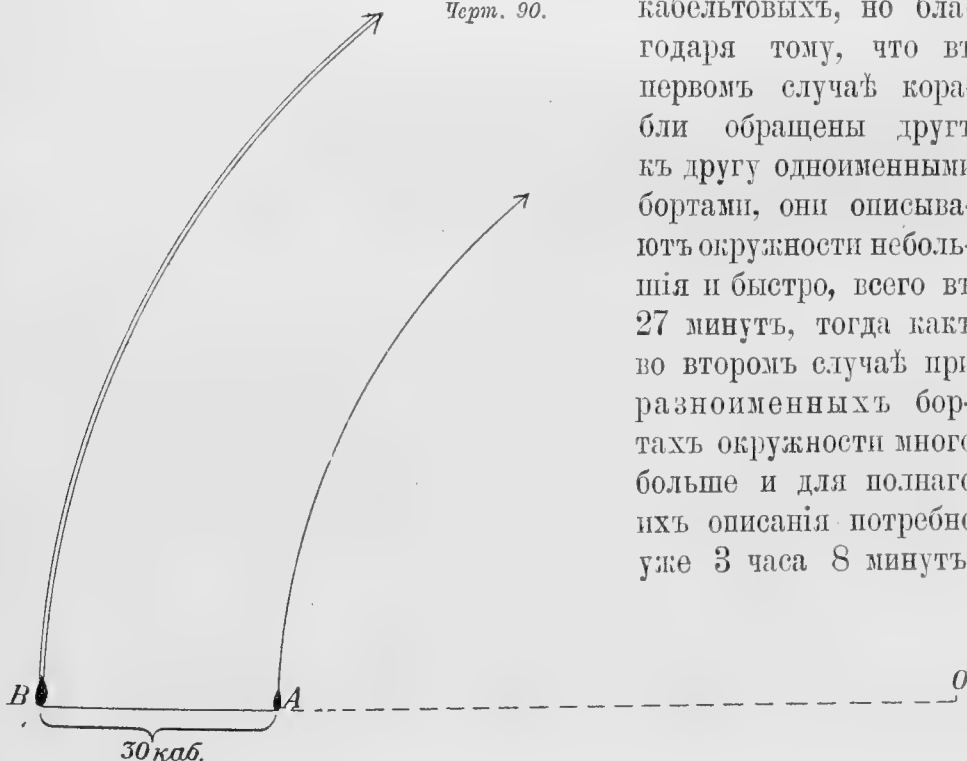 Черт. 90.
кабельтовыхъ, но бла-
годаря тому, что въ
первомъ случаѣ кора-
бли обращены другъ
къ другу одноименными
бортами, они описыва-
ютъ окружности неболь-
шія и быстро, всего въ
27 минутъ, тогда какъ
во второмъ случаѣ при
разноименныхъ бор-
тахъ окружности много
больше и для полнаго
ихъ описанія потребно
уже 3 часа 8 минутъ
B A O
30 каб.